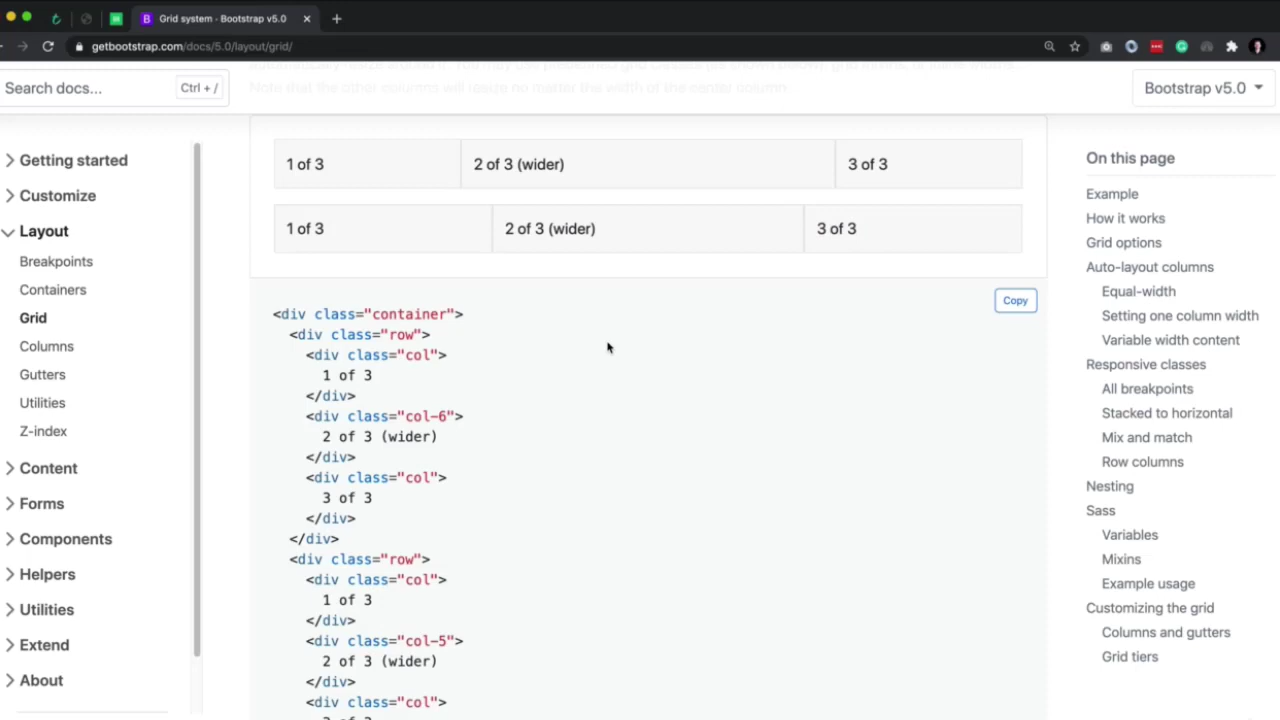 Grid system · Bootstrap v5.0
getbootstrap.com/docs/5.0/layout/grid/
Search docs...
Ctrl + /
Note that the other columns will resize no matter the width of the center column.
Bootstrap v5.0
Getting started
Customize
Layout
Breakpoints
Containers
Grid
Columns
Gutters
Utilities
Z-index
Content
Forms
Components
Helpers
Utilities
Extend
About
1 of 3
2 of 3 (wider)
3 of 3
1 of 3
2 of 3 (wider)
3 of 3
Copy
<div class="container">
<div class="row">
<div class="col">
1 of 3
</div>
<div class="col-6">
2 of 3 (wider)
</div>
<div class="col">
3 of 3
</div>
</div>
<div class="row">
<div class="col">
1 of 3
</div>
<div class="col-5">
2 of 3 (wider)
</div>
<div class="col">
On this page
Example
How it works
Grid options
Auto-layout columns
Equal-width
Setting one column width
Variable width content
Responsive classes
All breakpoints
Stacked to horizontal
Mix and match
Row columns
Nesting
Sass
Variables
Mixins
Example usage
Customizing the grid
Columns and gutters
Grid tiers